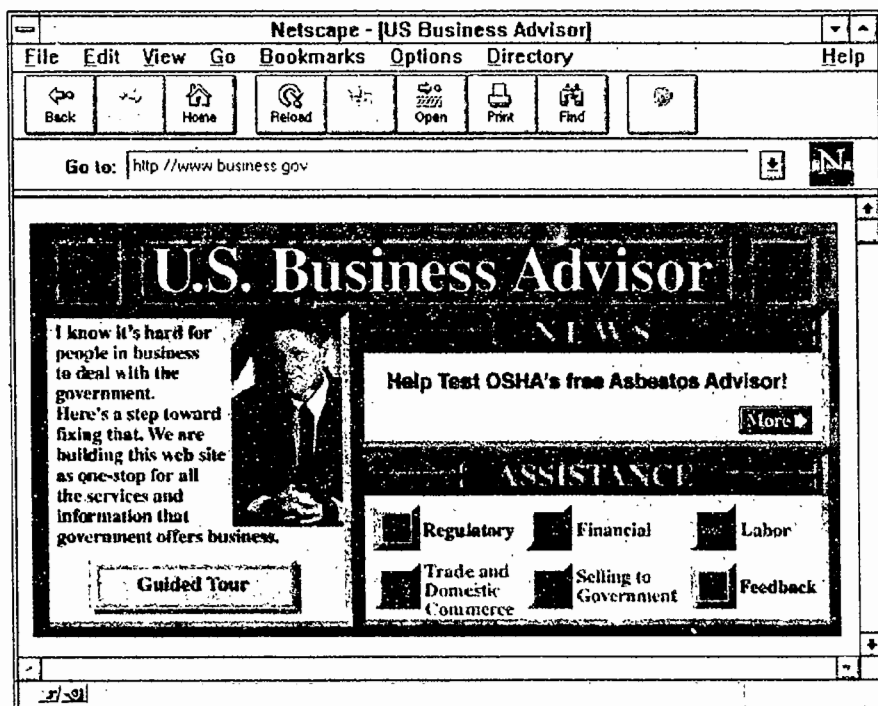 Netscape - [US Business Advisor]
File Edit View Go Bookmarks Options Directory Help
Back Home Reload Open Print Find
Go to: http //www business gov
N
U.S. Business Advisor
I know it's hard for
people in business
to deal with the
government.
Here's a step toward
fixing that. We are
building this web site
as one-stop for all
the services and
information that
government offers business.
Guided Tour
NEWS
Help Test OSHA's free Asbestos Advisor!
More
ASSISTANCE
Regulatory Financial Labor
Trade and
Domestic
Commerce
Selling to
Government
Feedback